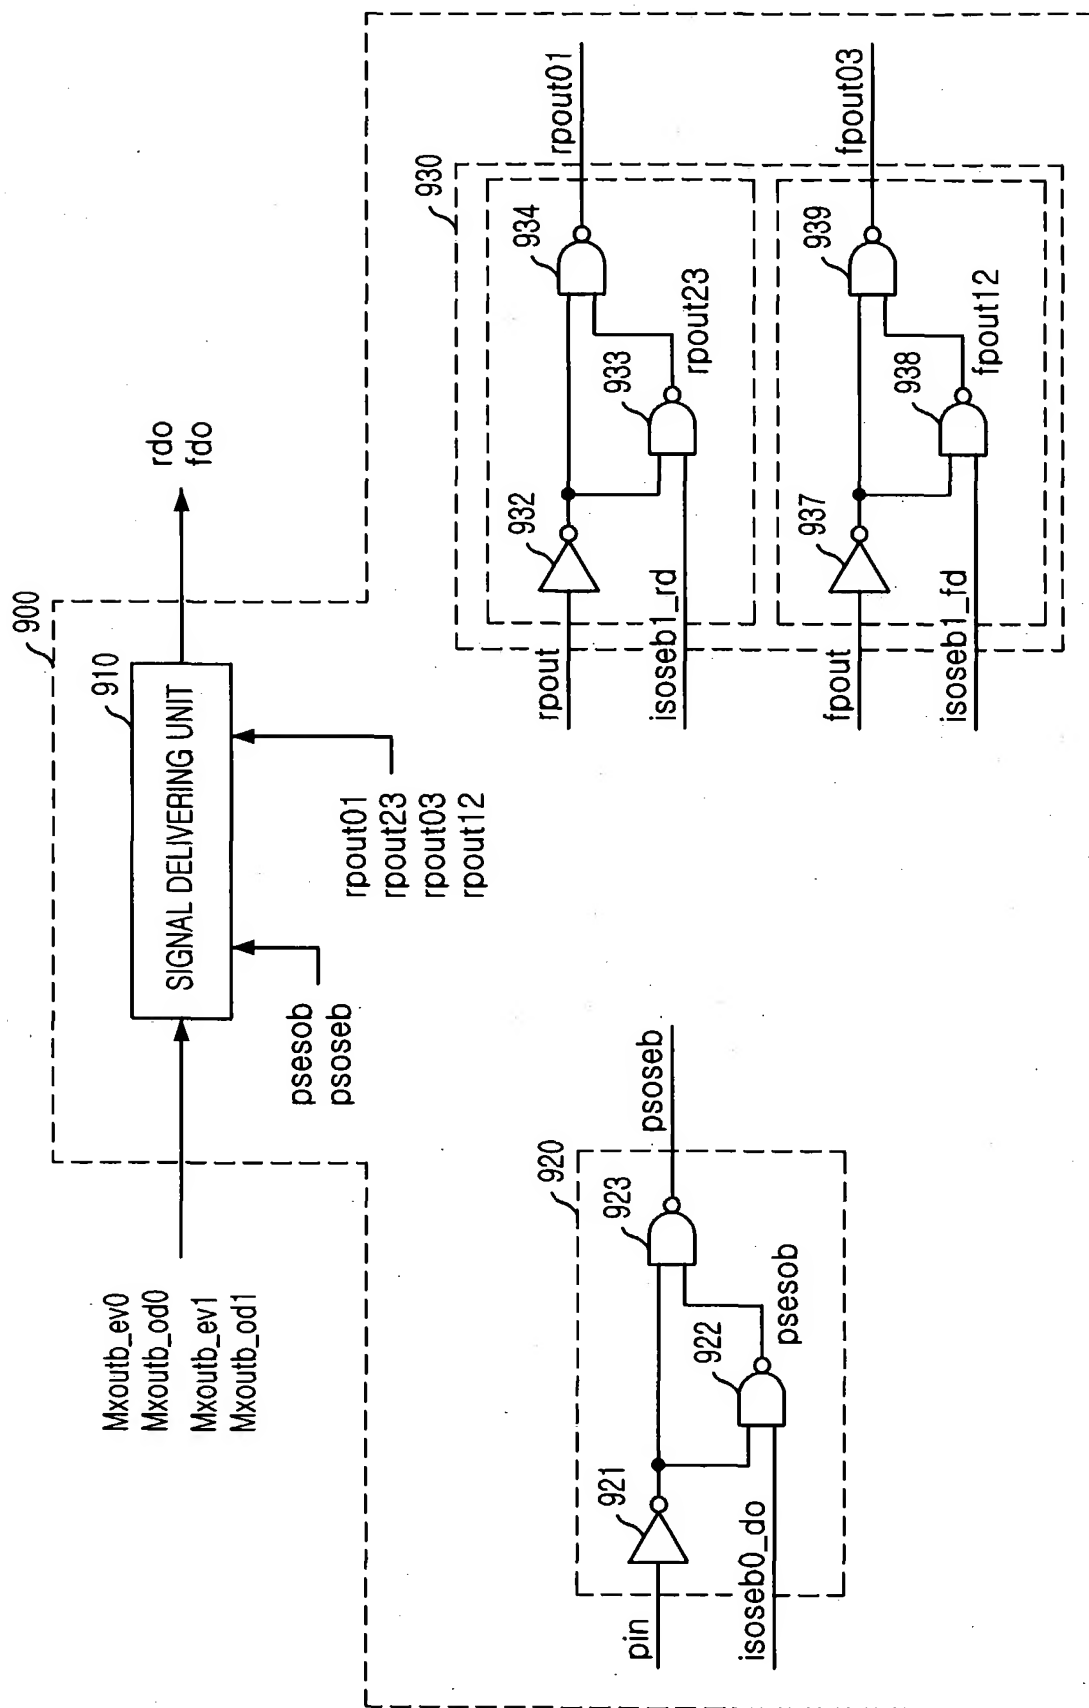 900
910
SIGNAL DELIVERING UNIT
Mxoutb_ev0
Mxoutb_od0
Mxoutb_ev1
Mxoutb_od1
rdo
fdo
psesob
psoseb
rpout01
rpout23
rpout03
rpout12
920
pin
921
923
psoseb
922
isoseb0_do
psesob
930
rpout
932
934
rpout01
933
isoseb1_rd
rpout23
fpout
937
939
fpout03
938
isoseb1_fd
fpout12